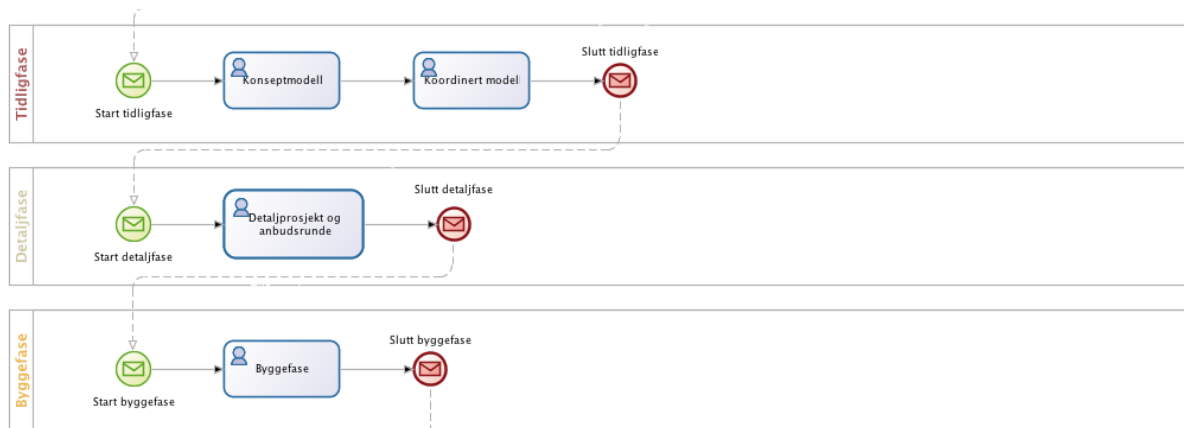 Tidligfase
Slutt tidligfase
Konseptmodell
Koordinert modell
Start tidligfase
Detaljfase
Slutt detaljfase
Detaljprosjekt og
anbudsrunde
Start detaljfase
Byggefase
Slutt byggefase
Byggefase
Start byggefase